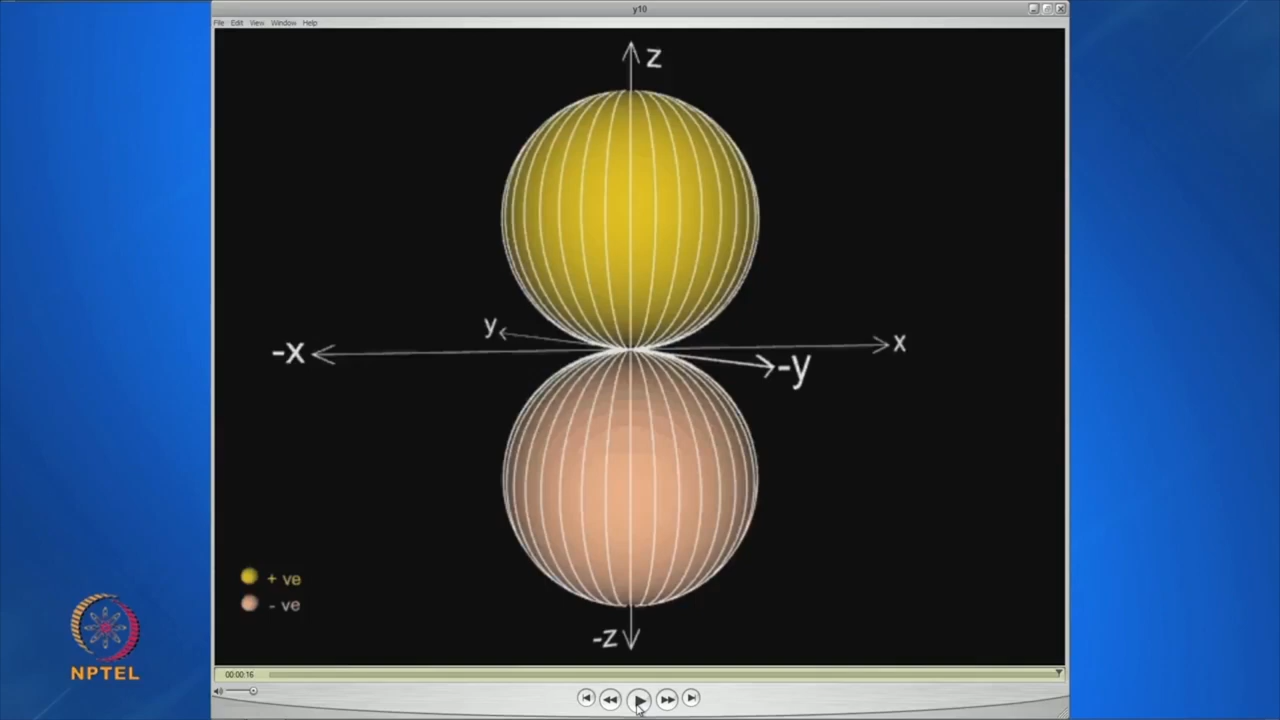 y10
File Edit View Window Help
z
y
-x
x
-y
+ ve
- ve
-z
NPTEL
00:00:16